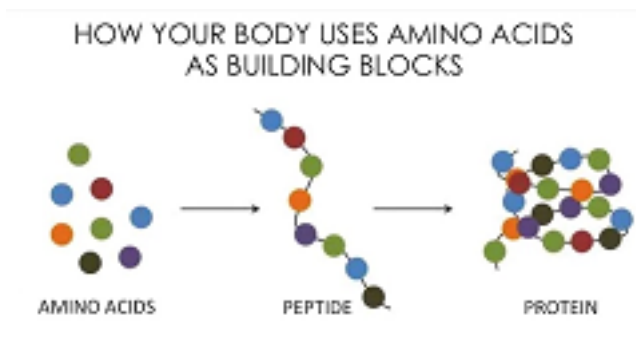 HOW YOUR BODY USES AMINO ACIDS
AS BUILDING BLOCKS
AMINO ACIDS
PEPTIDE
PROTEIN